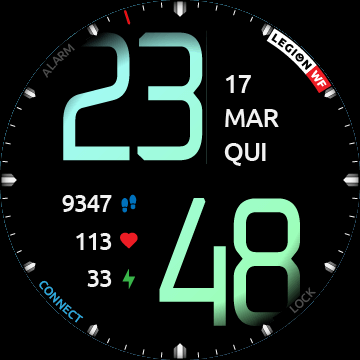 ALARM
LEGION WF
23
17
MAR
QUI
9347
113
33
48
CONNECT
LOCK